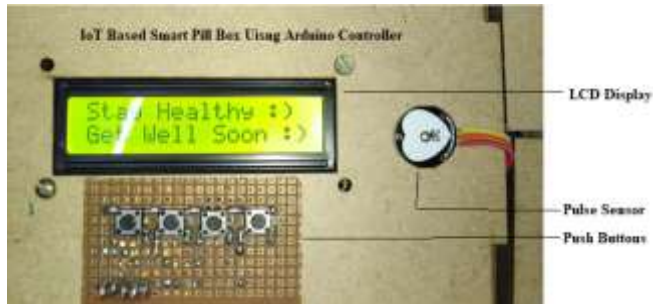 IoT Based Smart Pill Box Uisng Arduino Controller
Stay Healthy :)
Get Well Soon :)
LCD Display
Pulse Sensor
Push Buttons